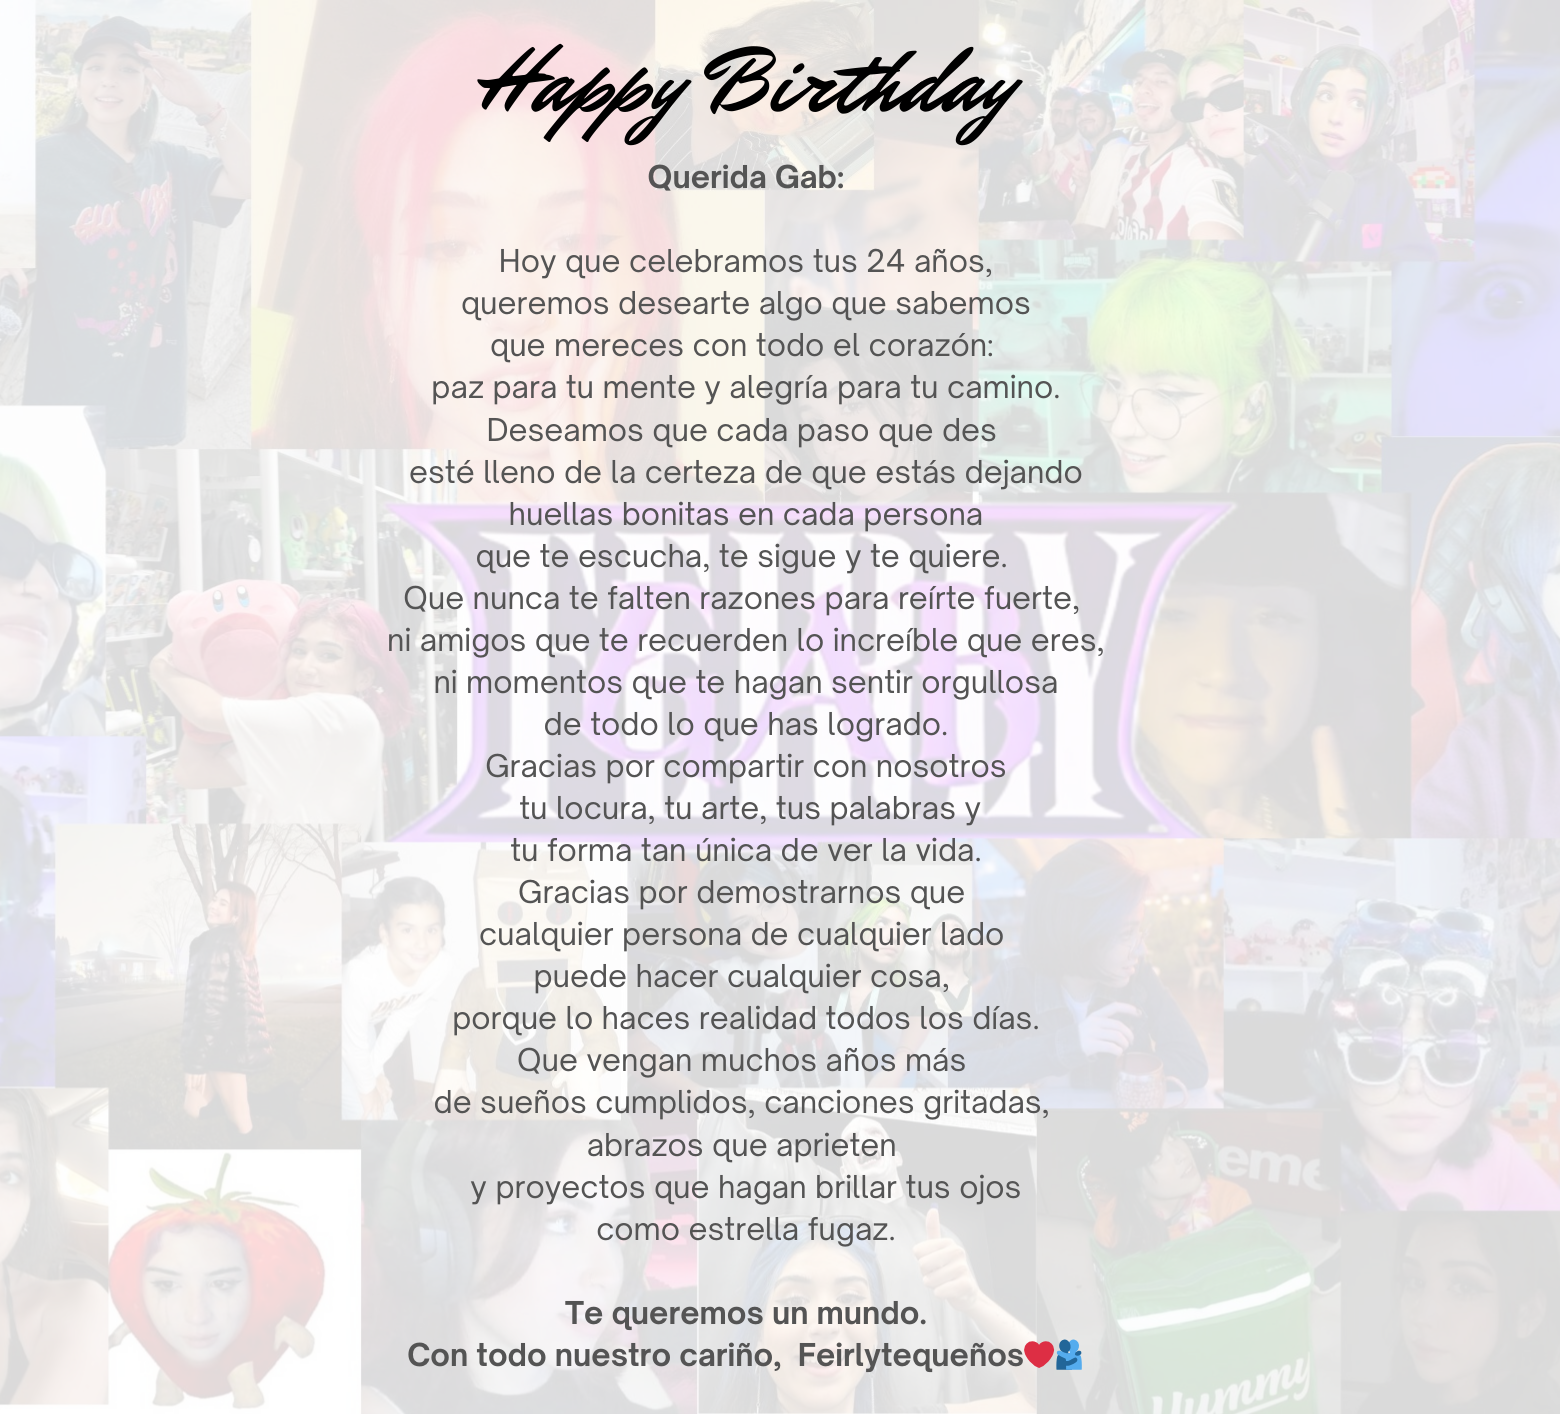 Happy Birthday
Querida Gab:
Hoy que celebramos tus 24 años,
queremos desearte algo que sabemos
que mereces con todo el corazón:
paz para tu mente y alegría para tu camino.
Deseamos que cada paso que des
esté lleno de la certeza de que estás dejando
huellas bonitas en cada persona
que te escucha, te sigue y te quiere.
Que nunca te falten razones para reírte fuerte,
ni amigos que te recuerden lo increíble que eres,
ni momentos que te hagan sentir orgullosa
de todo lo que has logrado.
Gracias por compartir con nosotros
tu locura, tu arte, tus palabras y
tu forma tan única de ver la vida.
Gracias por demostrarnos que
cualquier persona de cualquier lado
puede hacer cualquier cosa,
porque lo haces realidad todos los días.
Que vengan muchos años más
de sueños cumplidos, canciones gritadas,
abrazos que aprieten
y proyectos que hagan brillar tus ojos
como estrella fugaz.
Te queremos un mundo.
Con todo nuestro cariño,  Feirlytequeños❤️🫂
GAB
Yummy